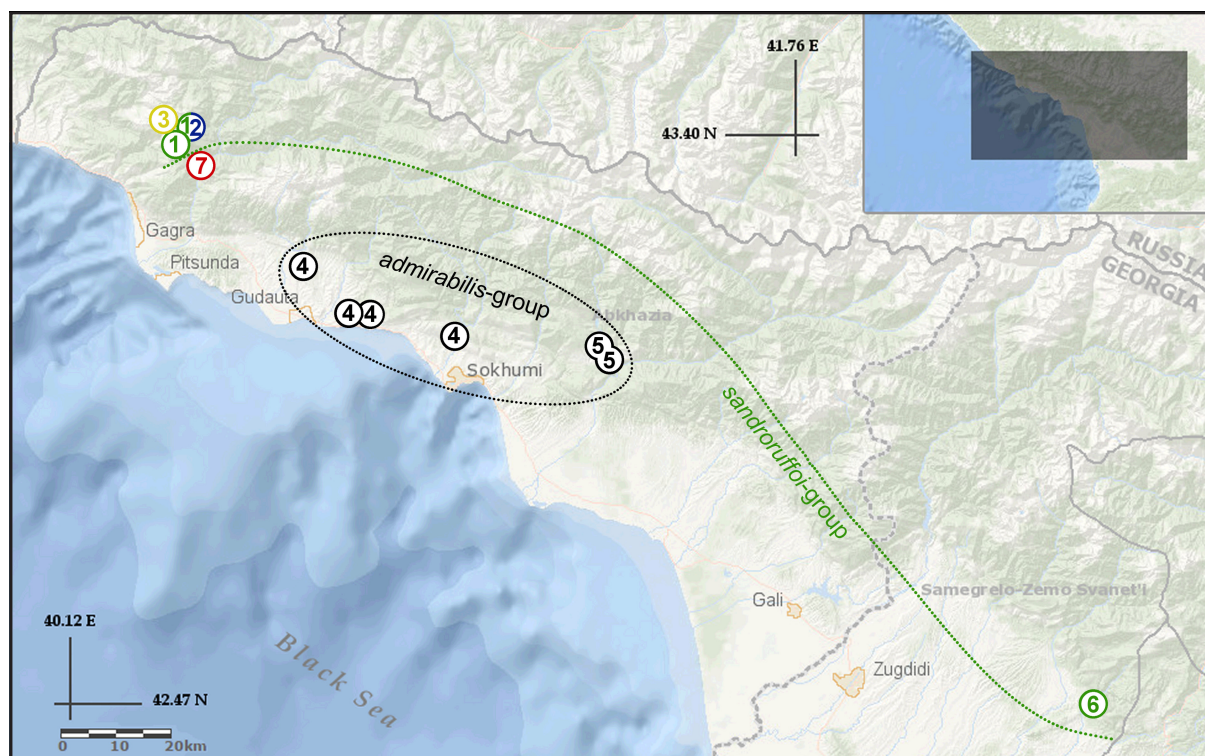 41.76 E
43.40 N
3
1
2
1
7
RUSSIA
GEORGIA
Gagra
Pitsunda
4
admirabilis-group
Gudauta
4
4
Abkhazia
4
5
5
Sokhumi
sandroruffoi-group
Samegrelo-Zemo Svanet'i
Gali
40.12 E
Black Sea
Zugdidi
42.47 N
6
0 10 20km